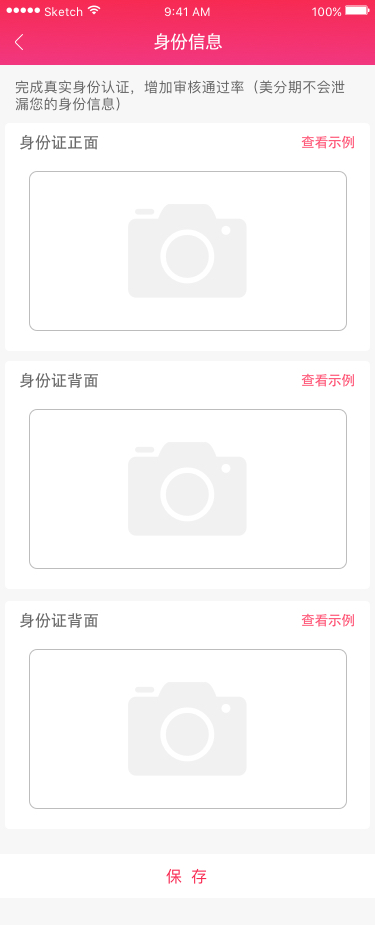 Sketch 9:41 AM 100%
身份信息
完成真实身份认证，增加审核通过率（美分期不会泄
漏您的身份信息）
身份证正面 查看示例
身份证背面 查看示例
身份证背面 查看示例
保 存